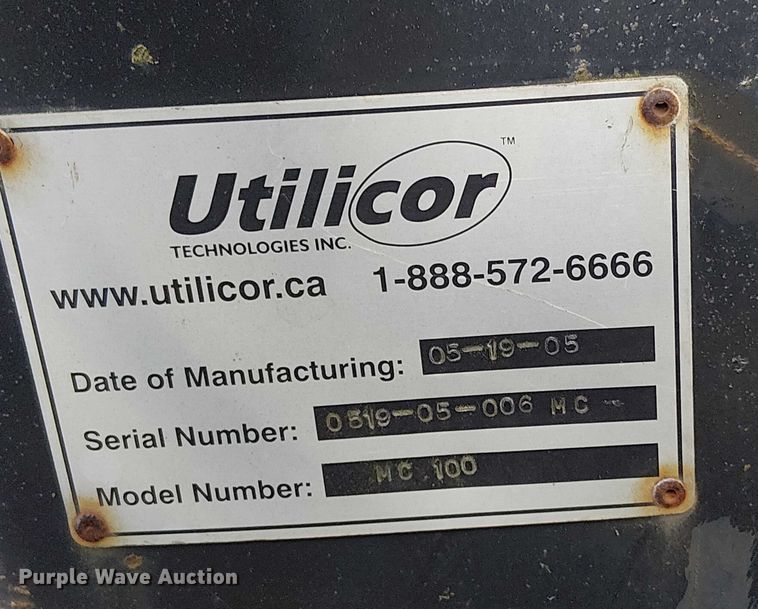 Utilicor™
TECHNOLOGIES INC.
www.utilicor.ca 1-888-572-6666
Date of Manufacturing: 05-19-05
Serial Number: 0519-05-006 MC -
Model Number: MC 100
Purple Wave Auction